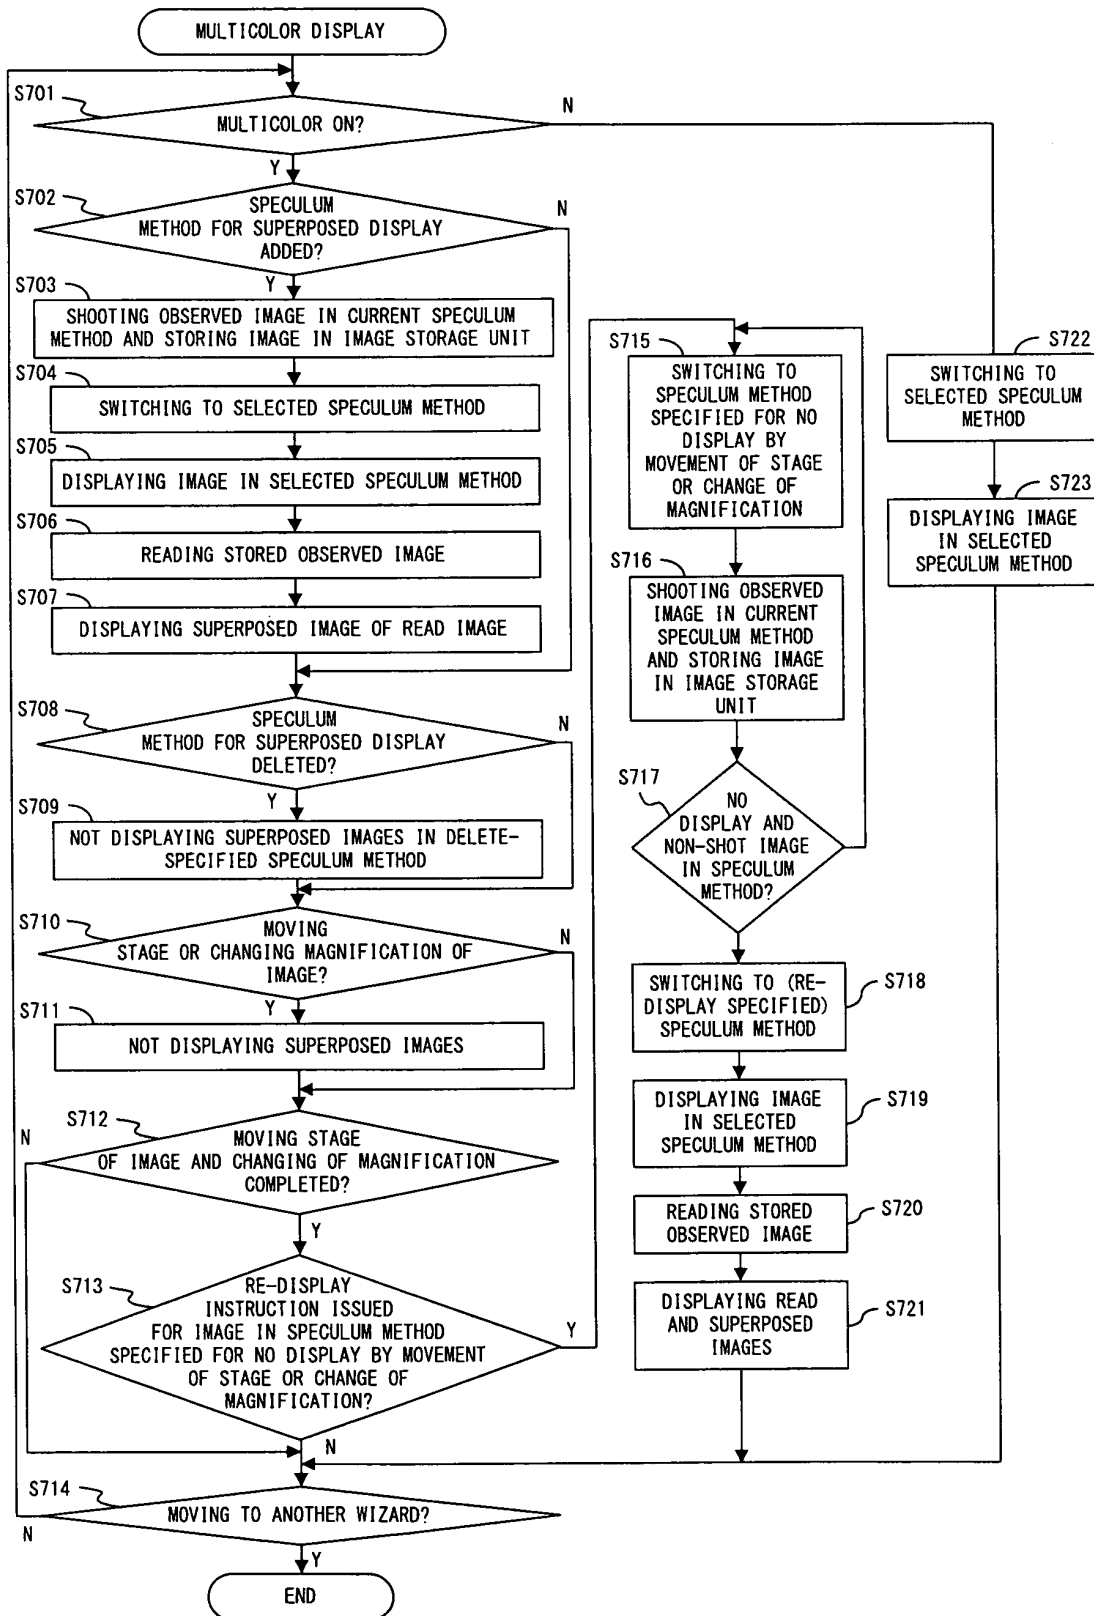 MULTICOLOR DISPLAY
S701
MULTICOLOR ON?
N
Y
S702
SPECULUM
METHOD FOR SUPERPOSED DISPLAY
ADDED?
N
Y
S703
SHOOTING OBSERVED IMAGE IN CURRENT SPECULUM
METHOD AND STORING IMAGE IN IMAGE STORAGE UNIT
S704
SWITCHING TO SELECTED SPECULUM METHOD
S705
DISPLAYING IMAGE IN SELECTED SPECULUM METHOD
S706
READING STORED OBSERVED IMAGE
S707
DISPLAYING SUPERPOSED IMAGE OF READ IMAGE
S708
SPECULUM
METHOD FOR SUPERPOSED DISPLAY
DELETED?
N
Y
S709
NOT DISPLAYING SUPERPOSED IMAGES IN DELETE-
SPECIFIED SPECULUM METHOD
S710
MOVING
STAGE OR CHANGING MAGNIFICATION OF
IMAGE?
N
Y
S711
NOT DISPLAYING SUPERPOSED IMAGES
S712
N
MOVING STAGE
OF IMAGE AND CHANGING OF MAGNIFICATION
COMPLETED?
Y
S713
RE-DISPLAY
INSTRUCTION ISSUED
FOR IMAGE IN SPECULUM METHOD
SPECIFIED FOR NO DISPLAY BY MOVEMENT
OF STAGE OR CHANGE OF
MAGNIFICATION?
Y
N
S714
MOVING TO ANOTHER WIZARD?
N
Y
END
S715
SWITCHING TO
SPECULUM METHOD
SPECIFIED FOR NO
DISPLAY BY
MOVEMENT OF STAGE
OR CHANGE OF
MAGNIFICATION
S716
SHOOTING OBSERVED
IMAGE IN CURRENT
SPECULUM METHOD
AND STORING IMAGE
IN IMAGE STORAGE
UNIT
S717
NO
DISPLAY AND
NON-SHOT IMAGE
IN SPECULUM
METHOD?
SWITCHING TO (RE-
DISPLAY SPECIFIED)
SPECULUM METHOD
S718
DISPLAYING IMAGE
IN SELECTED
SPECULUM METHOD
S719
READING STORED
OBSERVED IMAGE
S720
DISPLAYING READ
AND SUPERPOSED
IMAGES
S721
S722
SWITCHING TO
SELECTED SPECULUM
METHOD
S723
DISPLAYING IMAGE
IN SELECTED
SPECULUM METHOD